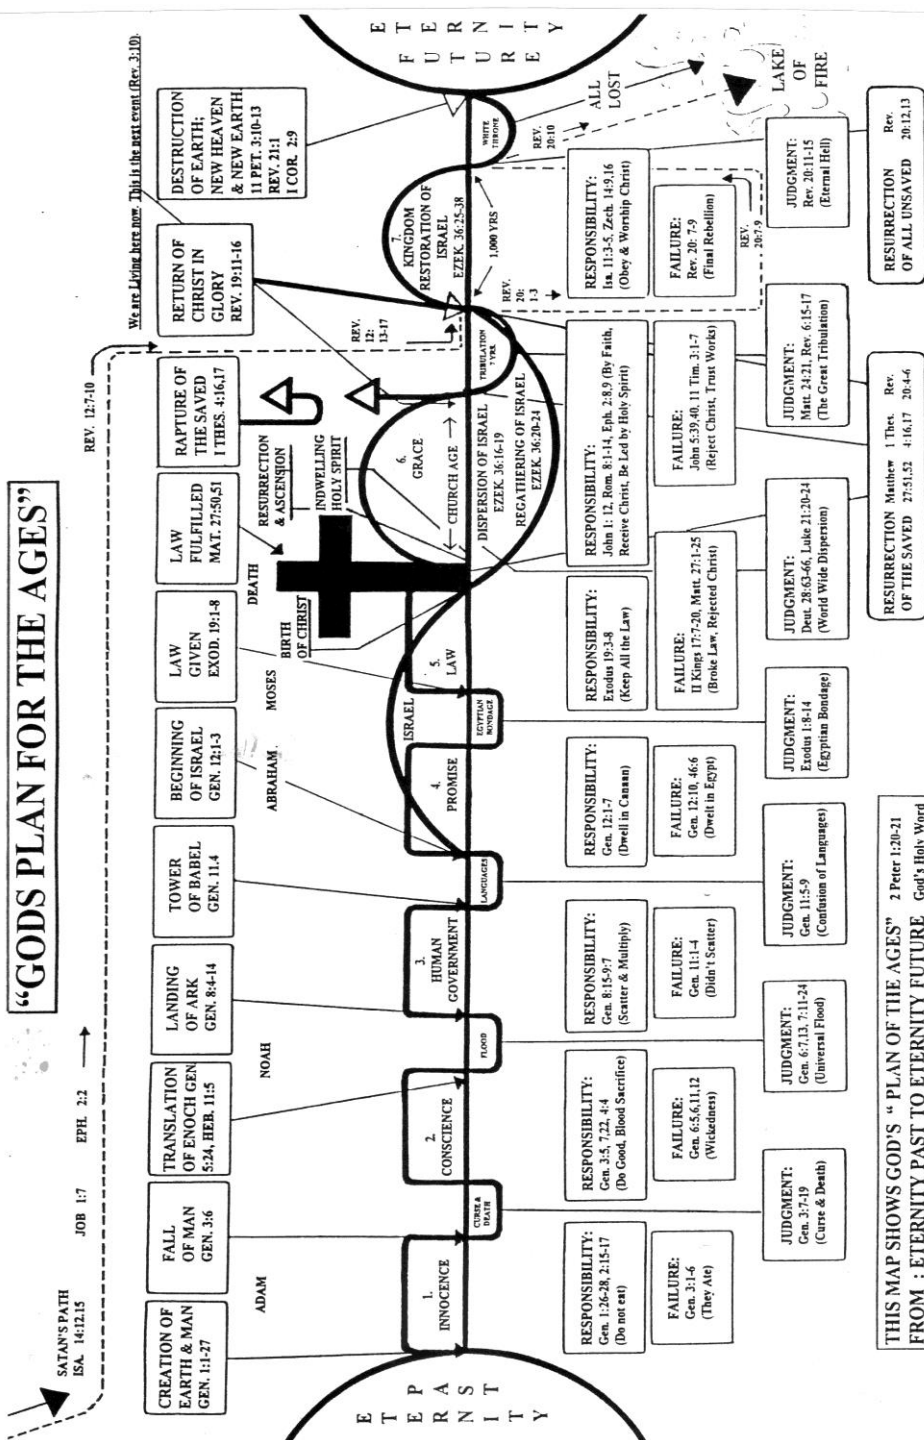 "GODS PLAN FOR THE AGES"
SATAN'S PATH
ISA. 14:12.15
JOB 1:7
EPH. 2:2
REV. 12:7-10
We are Living here now. This is the next event (Rev. 3:10)
CREATION OF
EARTH & MAN
GEN. 1:1-27
FALL
OF MAN
GEN. 3:6
TRANSLATION
OF ENOCH GEN.
5:24, HEB. 11:5
LANDING
OF ARK
GEN. 8:4-14
TOWER
OF BABEL
GEN. 11.4
BEGINNING
OF ISRAEL
GEN. 12:1-3
LAW
GIVEN
EXOD. 19:1-8
LAW
FULFILLED
MAT. 27:50,51
RAPTURE OF
THE SAVED
I THES. 4:16,17
RETURN OF
CHRIST IN
GLORY
REV. 19:11-16
DESTRUCTION
OF EARTH;
NEW HEAVEN
& NEW EARTH
11 PET. 3:10-13
REV. 21:1
I COR. 2:9
ADAM
NOAH
ABRAHAM
MOSES
DEATH
BIRTH
OF CHRIST
RESURRECTION
& ASCENSION
INDWELLING
HOLY SPIRIT
REV.
12:
13-17
ETERNITY
PAST
1.
INNOCENCE
CURSE &
DEATH
2.
CONSCIENCE
FLOOD
3.
HUMAN
GOVERNMENT
LANGUAGES
4.
PROMISE
ISRAEL
EGYPTIAN
BONDAGE
5.
LAW
6.
GRACE
CHURCH AGE
DISPERSION OF ISRAEL
EZEK. 36:16-19
REGATHERING OF ISRAEL
EZEK. 36:20-24
TRIBULATION
7 YRS.
7.
KINGDOM
RESTORATION OF
ISRAEL
EZEK. 36:25-38
1,000 YRS
REV.
20:
1-3
WHITE
THRONE
REV.
20:10
ALL
LOST
LAKE
OF
FIRE
ETERNITY
FUTURE
RESPONSIBILITY:
Gen. 1:26-28, 2:15-17
(Do not eat)
RESPONSIBILITY:
Gen. 3:5, 7,22, 4:4
(Do Good, Blood Sacrifice)
RESPONSIBILITY:
Gen. 8:15-9:7
(Scatter & Multiply)
RESPONSIBILITY:
Gen. 12:1-7
(Dwell in Canaan)
RESPONSIBILITY:
Exodus 19:3-8
(Keep All the Law)
RESPONSIBILITY:
John 1: 12, Rom. 8:1-14, Eph. 2:8,9 (By Faith,
Receive Christ, Be Led by Holy Spirit)
RESPONSIBILITY:
Isa. 11:3-5, Zech. 14:9,16
(Obey & Worship Christ)
FAILURE:
Gen. 3:1-6
(They Ate)
FAILURE:
Gen. 6:5,6,11,12
(Wickedness)
FAILURE:
Gen. 11:1-4
(Didn't Scatter)
FAILURE:
Gen. 12:10, 46:6
(Dwelt in Egypt)
FAILURE:
II Kings 17:7-20, Matt. 27:1-25
(Broke Law, Rejected Christ)
FAILURE:
John 5:39,40, 11 Tim. 3:1-7
(Reject Christ, Trust Works)
FAILURE:
Rev. 20: 7-9
(Final Rebellion)
REV.
20:7-9
JUDGMENT:
Gen. 3:7-19
(Curse & Death)
JUDGMENT:
Gen. 6:7,13, 7:11-24
(Universal Flood)
JUDGMENT:
Gen. 11:5-9
(Confusion of Languages)
JUDGMENT:
Exodus 1:8-14
(Egyptian Bondage)
JUDGMENT:
Deut. 28:63-66, Luke 21:20-24
(World Wide Dispersion)
JUDGMENT:
Matt. 24:21, Rev. 6:15-17
(The Great Tribulation)
JUDGMENT:
Rev. 20:11-15
(Eternal Hell)
THIS MAP SHOWS GOD'S " PLAN OF THE AGES" 2 Peter 1:20-21
FROM : ETERNITY PAST TO ETERNITY FUTURE God's Holy Word
RESURRECTION Matthew 1 Thet. Rev.
OF THE SAVED 27:51,52 4:16,17 20:4-6
RESURRECTION Rev.
OF ALL UNSAVED 20:12,13